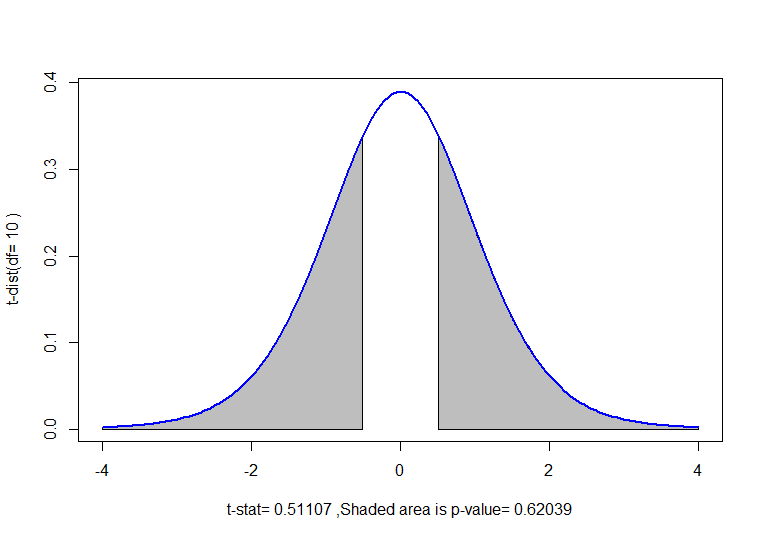 t-dist(df= 10 )
0.4
0.3
0.2
0.1
0.0
-4 -2 0 2 4
t-stat= 0.51107 ,Shaded area is p-value= 0.62039